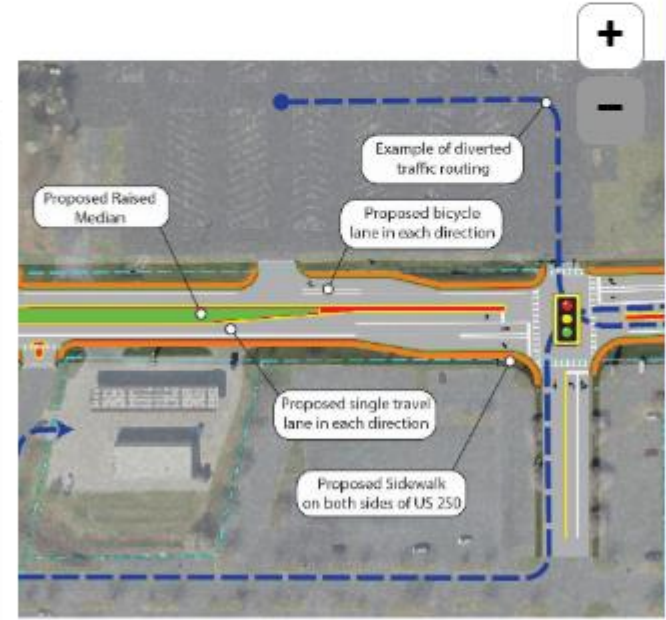 +
−
Example of diverted
traffic routing
Proposed Raised
Median
Proposed bicycle
lane in each direction
Proposed single travel
lane in each direction
Proposed Sidewalk
on both sides of US 250